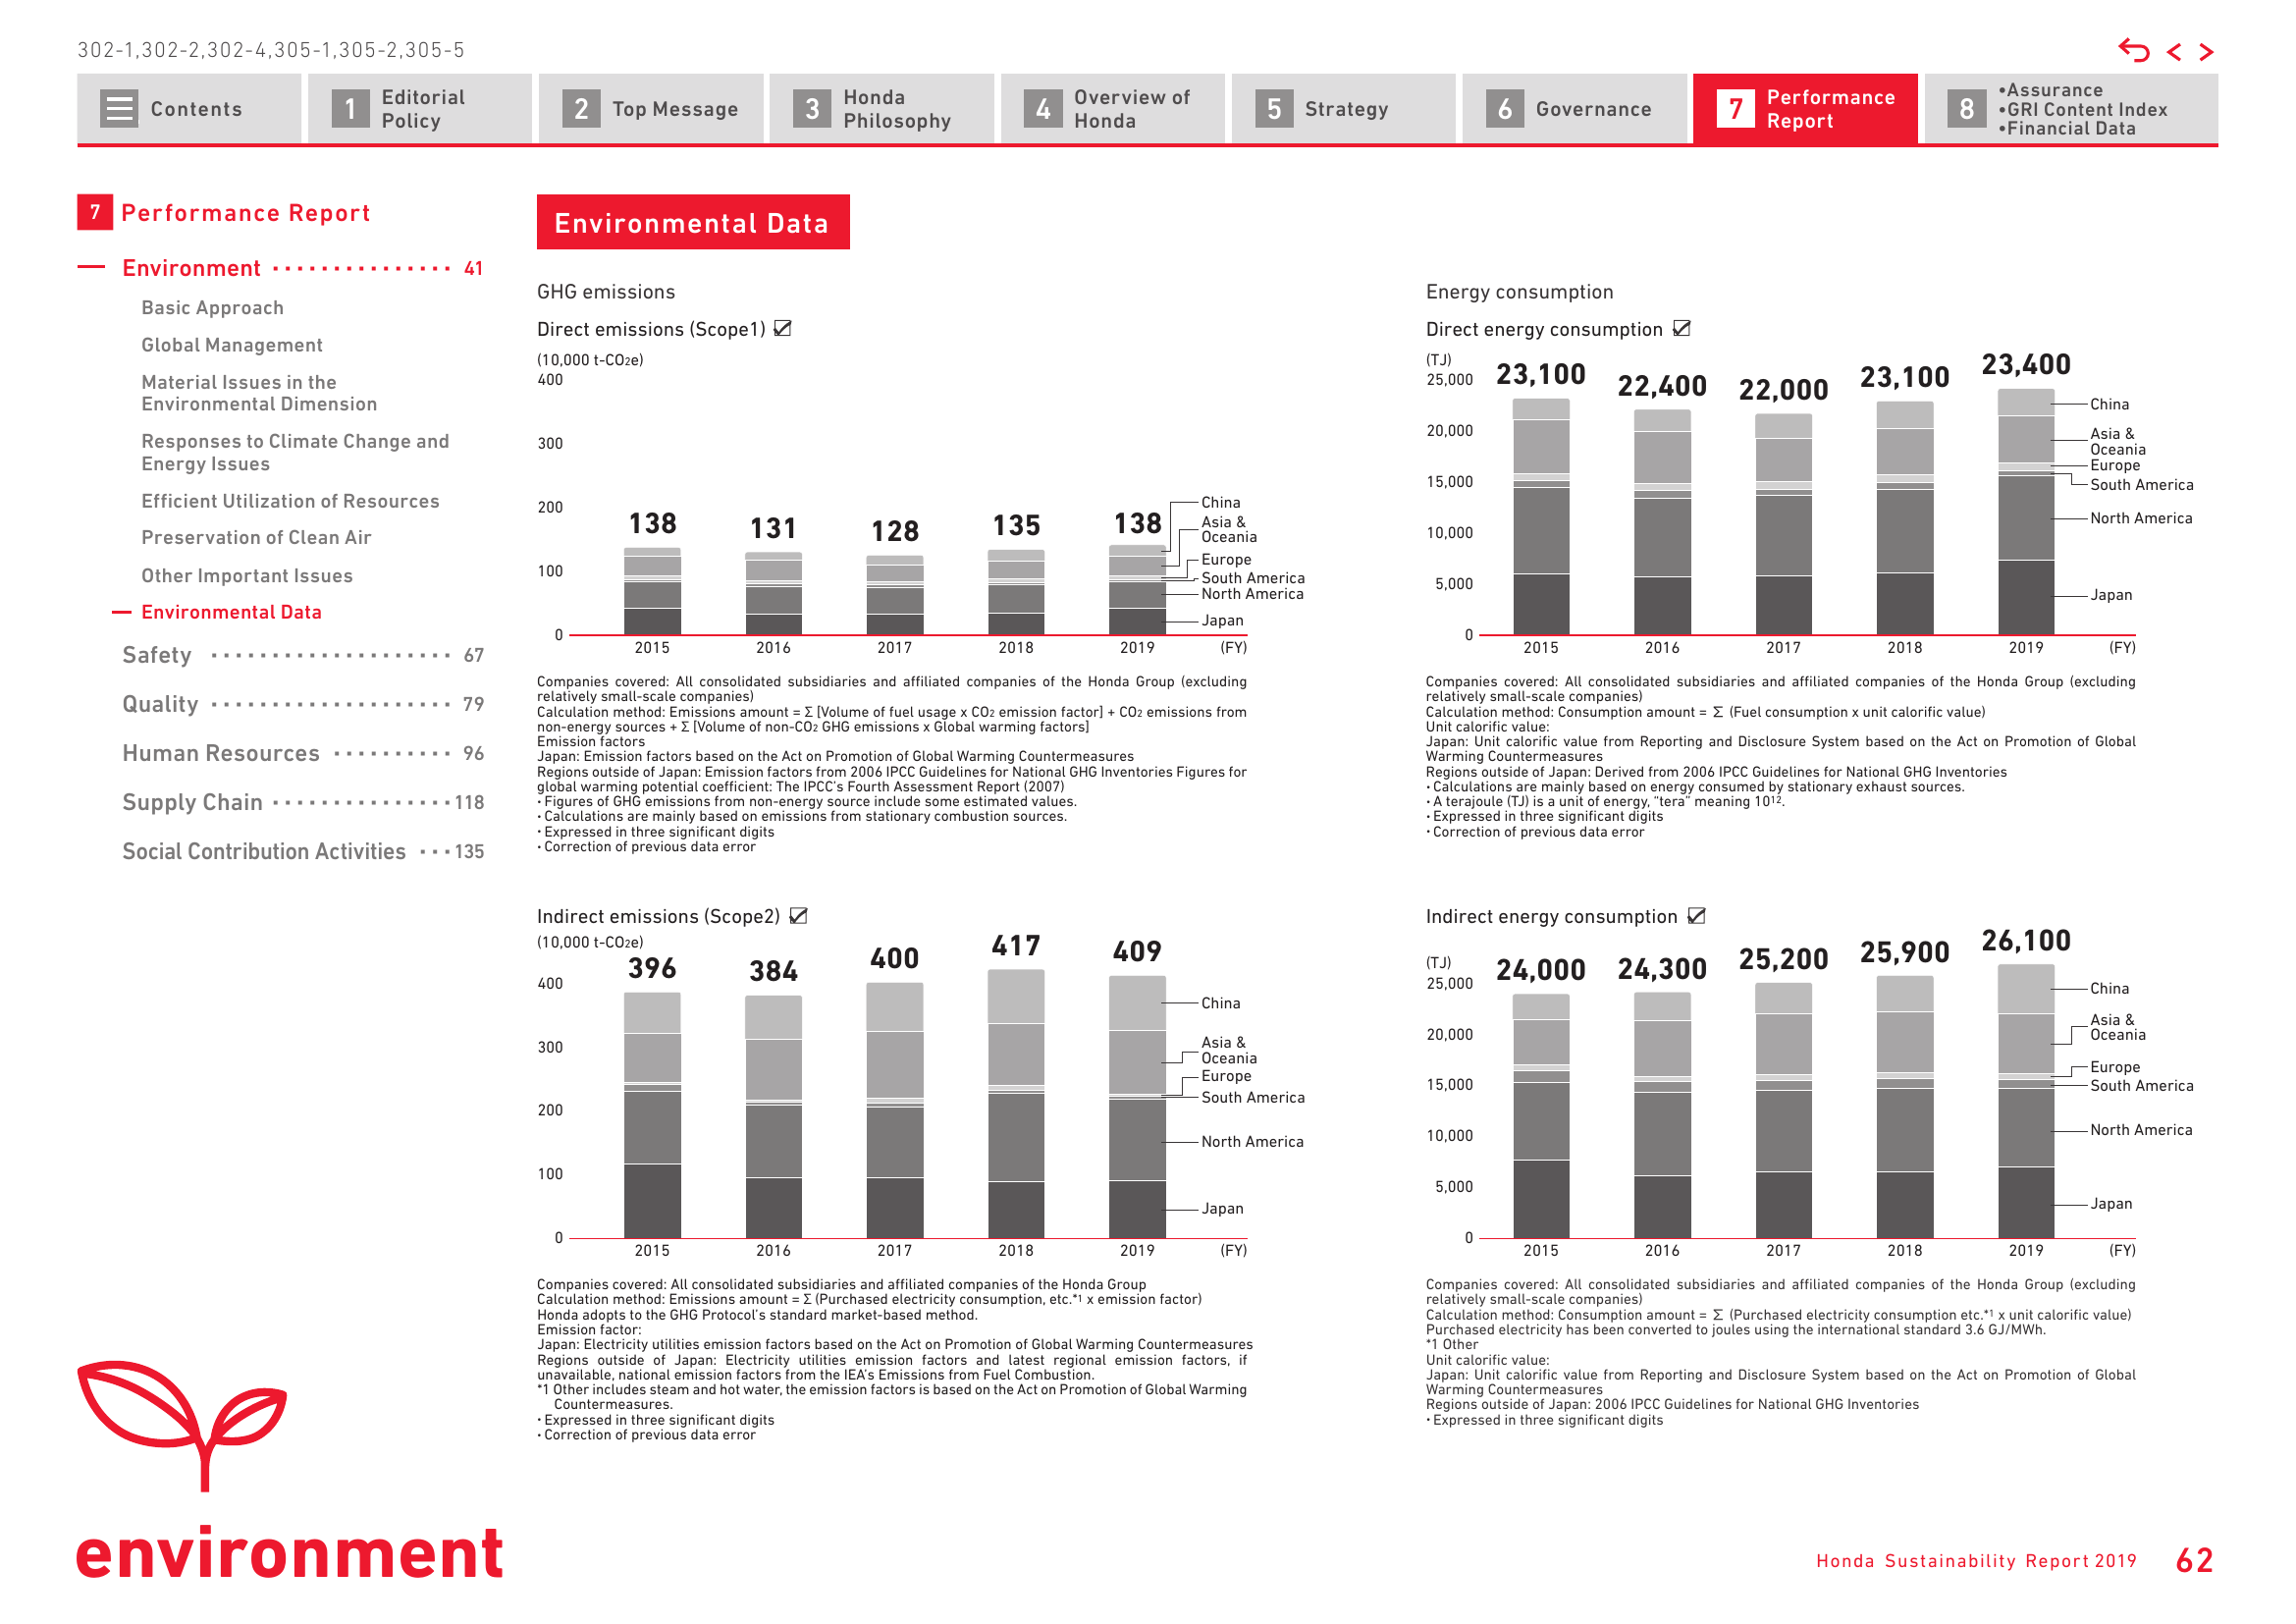 302-1,302-2,302-4,305-1,305-2,305-5
Contents
1 Editorial Policy
2 Top Message
3 Honda Philosophy
4 Overview of Honda
5 Strategy
6 Governance
7 Performance Report
8 •Assurance
•GRI Content Index
•Financial Data
7 Performance Report
Environment 41
Basic Approach
Global Management
Material Issues in the
Environmental Dimension
Responses to Climate Change and
Energy Issues
Efficient Utilization of Resources
Preservation of Clean Air
Other Important Issues
Environmental Data
Safety 67
Quality 79
Human Resources 96
Supply Chain 118
Social Contribution Activities 135
environment
Environmental Data
GHG emissions
Direct emissions (Scope1)
(10,000 t-CO2e)
400
300
200
100
0
138
131
128
135
138
China
Asia &
Oceania
Europe
South America
North America
Japan
2015 2016 2017 2018 2019 (FY)
Companies covered: All consolidated subsidiaries and affiliated companies of the Honda Group (excluding
relatively small-scale companies)
Calculation method: Emissions amount = Σ [Volume of fuel usage x CO2 emission factor] + CO2 emissions from
non-energy sources + Σ [Volume of non-CO2 GHG emissions x Global warming factors]
Emission factors
Japan: Emission factors based on the Act on Promotion of Global Warming Countermeasures
Regions outside of Japan: Emission factors from 2006 IPCC Guidelines for National GHG Inventories Figures for
global warming potential coefficient: The IPCC's Fourth Assessment Report (2007)
・Figures of GHG emissions from non-energy source include some estimated values.
・Calculations are mainly based on emissions from stationary combustion sources.
・Expressed in three significant digits
・Correction of previous data error
Energy consumption
Direct energy consumption
(TJ)
25,000
20,000
15,000
10,000
5,000
0
23,100
22,400
22,000
23,100
23,400
China
Asia &
Oceania
Europe
South America
North America
Japan
2015 2016 2017 2018 2019 (FY)
Companies covered: All consolidated subsidiaries and affiliated companies of the Honda Group (excluding
relatively small-scale companies)
Calculation method: Consumption amount = Σ (Fuel consumption x unit calorific value)
Unit calorific value:
Japan: Unit calorific value from Reporting and Disclosure System based on the Act on Promotion of Global
Warming Countermeasures
Regions outside of Japan: Derived from 2006 IPCC Guidelines for National GHG Inventories
・Calculations are mainly based on energy consumed by stationary exhaust sources.
・A terajoule (TJ) is a unit of energy, "tera" meaning 10¹².
・Expressed in three significant digits
・Correction of previous data error
Indirect emissions (Scope2)
(10,000 t-CO2e)
400
300
200
100
0
396
384
400
417
409
China
Asia &
Oceania
Europe
South America
North America
Japan
2015 2016 2017 2018 2019 (FY)
Companies covered: All consolidated subsidiaries and affiliated companies of the Honda Group
Calculation method: Emissions amount = Σ (Purchased electricity consumption, etc.*1 x emission factor)
Honda adopts to the GHG Protocol's standard market-based method.
Emission factor:
Japan: Electricity utilities emission factors based on the Act on Promotion of Global Warming Countermeasures
Regions outside of Japan: Electricity utilities emission factors and latest regional emission factors, if
unavailable, national emission factors from the IEA's Emissions from Fuel Combustion.
*1 Other includes steam and hot water, the emission factors is based on the Act on Promotion of Global Warming
Countermeasures.
・Expressed in three significant digits
・Correction of previous data error
Indirect energy consumption
(TJ)
25,000
20,000
15,000
10,000
5,000
0
24,000
24,300
25,200
25,900
26,100
China
Asia &
Oceania
Europe
South America
North America
Japan
2015 2016 2017 2018 2019 (FY)
Companies covered: All consolidated subsidiaries and affiliated companies of the Honda Group (excluding
relatively small-scale companies)
Calculation method: Consumption amount = Σ (Purchased electricity consumption etc.*1 x unit calorific value)
Purchased electricity has been converted to joules using the international standard 3.6 GJ/MWh.
*1 Other
Unit calorific value:
Japan: Unit calorific value from Reporting and Disclosure System based on the Act on Promotion of Global
Warming Countermeasures
Regions outside of Japan: 2006 IPCC Guidelines for National GHG Inventories
・Expressed in three significant digits
Honda Sustainability Report 2019 62